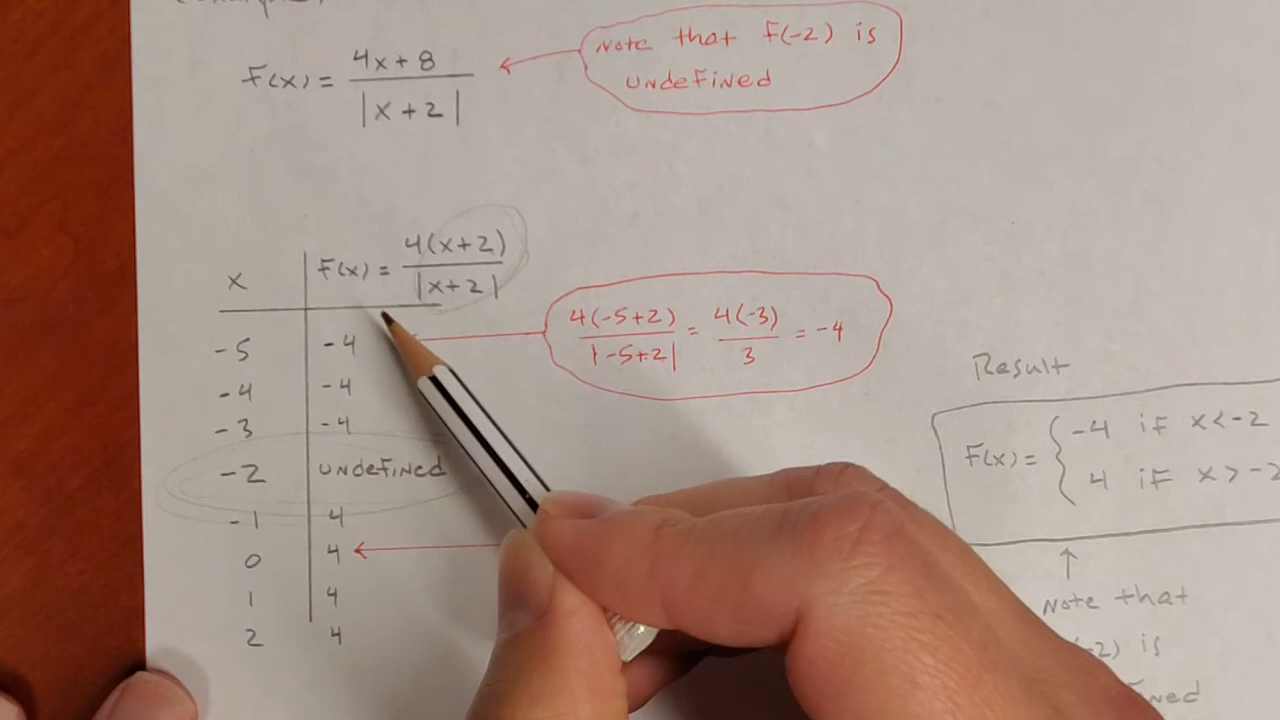 F(x) = 4x+8 / |x+2|
Note that f(-2) is
undefined
x F(x) = 4(x+2) / |x+2|
-5 -4
-4 -4
-3 -4
-2 undefined
-1 4
0 4
1 4
2 4
4(-5+2) / |-5+2| = 4(-3) / 3 = -4
Result
F(x) = { -4 if x<-2
4 if x>-2
Note that
-2) is